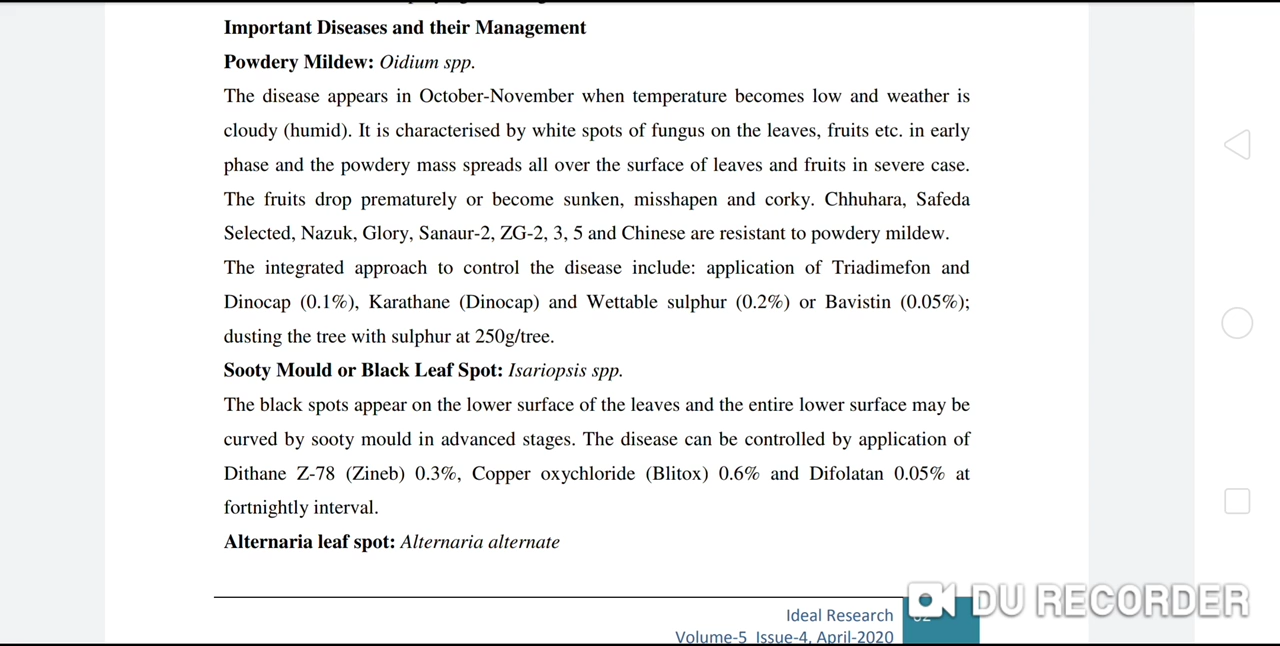 Important Diseases and their Management
Powdery Mildew: Oidium spp.
The disease appears in October-November when temperature becomes low and weather is
cloudy (humid). It is characterised by white spots of fungus on the leaves, fruits etc. in early
phase and the powdery mass spreads all over the surface of leaves and fruits in severe case.
The fruits drop prematurely or become sunken, misshapen and corky. Chhuhara, Safeda
Selected, Nazuk, Glory, Sanaur-2, ZG-2, 3, 5 and Chinese are resistant to powdery mildew.
The integrated approach to control the disease include: application of Triadimefon and
Dinocap (0.1%), Karathane (Dinocap) and Wettable sulphur (0.2%) or Bavistin (0.05%);
dusting the tree with sulphur at 250g/tree.
Sooty Mould or Black Leaf Spot: Isariopsis spp.
The black spots appear on the lower surface of the leaves and the entire lower surface may be
curved by sooty mould in advanced stages. The disease can be controlled by application of
Dithane Z-78 (Zineb) 0.3%, Copper oxychloride (Blitox) 0.6% and Difolatan 0.05% at
fortnightly interval.
Alternaria leaf spot: Alternaria alternate
Ideal Research
Volume-5 Issue-4, April-2020
DU RECORDER